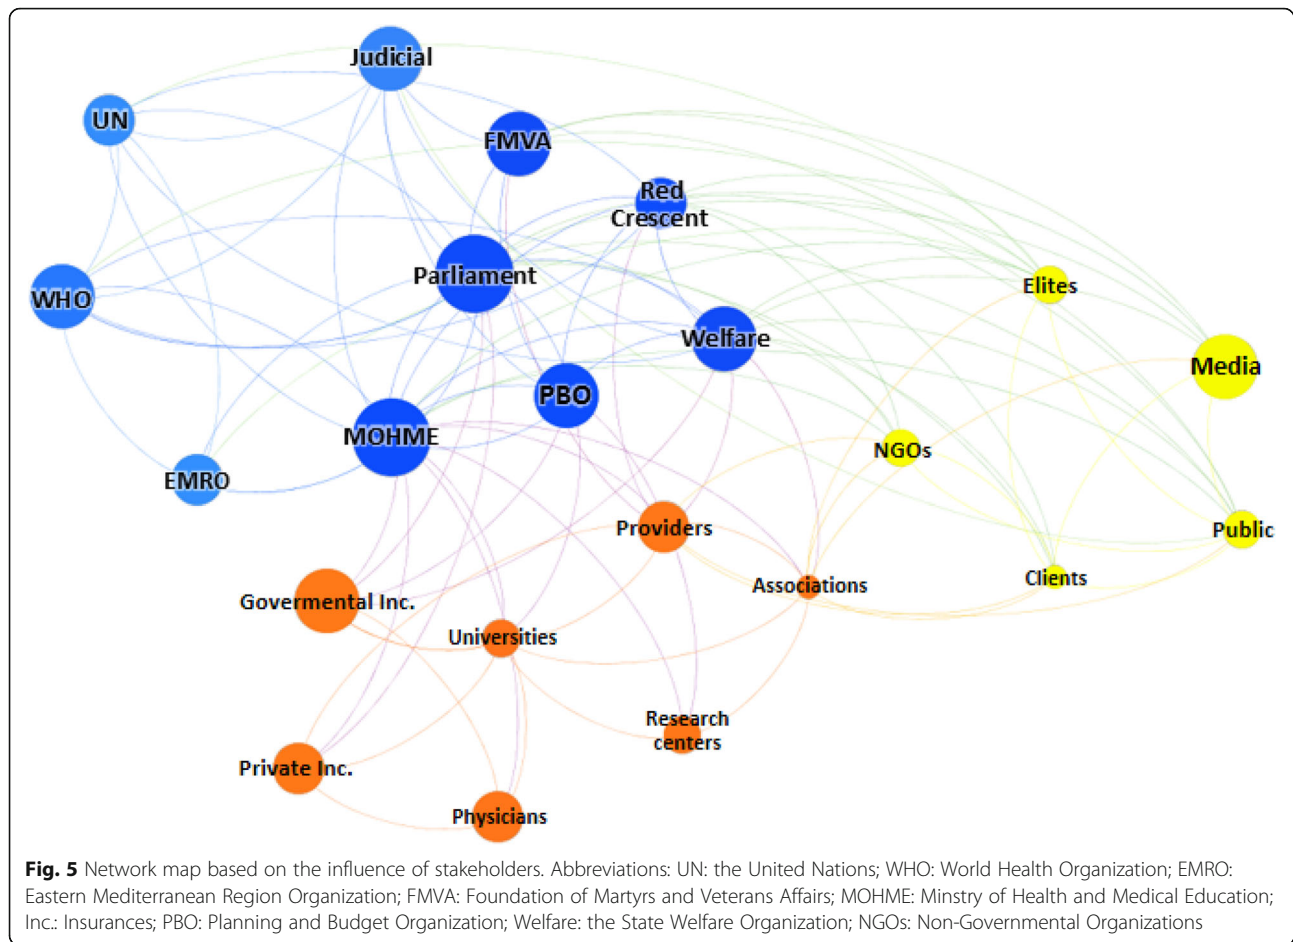 Judicial
UN
FMVA
Red
Crescent
Parliament
WHO
Elites
Welfare
Media
PBO
MOHME
NGOs
EMRO
Providers
Public
Associations
Clients
Govermental Inc.
Universities
Research
centers
Private Inc.
Physicians
Fig. 5 Network map based on the influence of stakeholders. Abbreviations: UN: the United Nations; WHO: World Health Organization; EMRO:
Eastern Mediterranean Region Organization; FMVA: Foundation of Martyrs and Veterans Affairs; MOHME: Minstry of Health and Medical Education;
Inc.: Insurances; PBO: Planning and Budget Organization; Welfare: the State Welfare Organization; NGOs: Non-Governmental Organizations